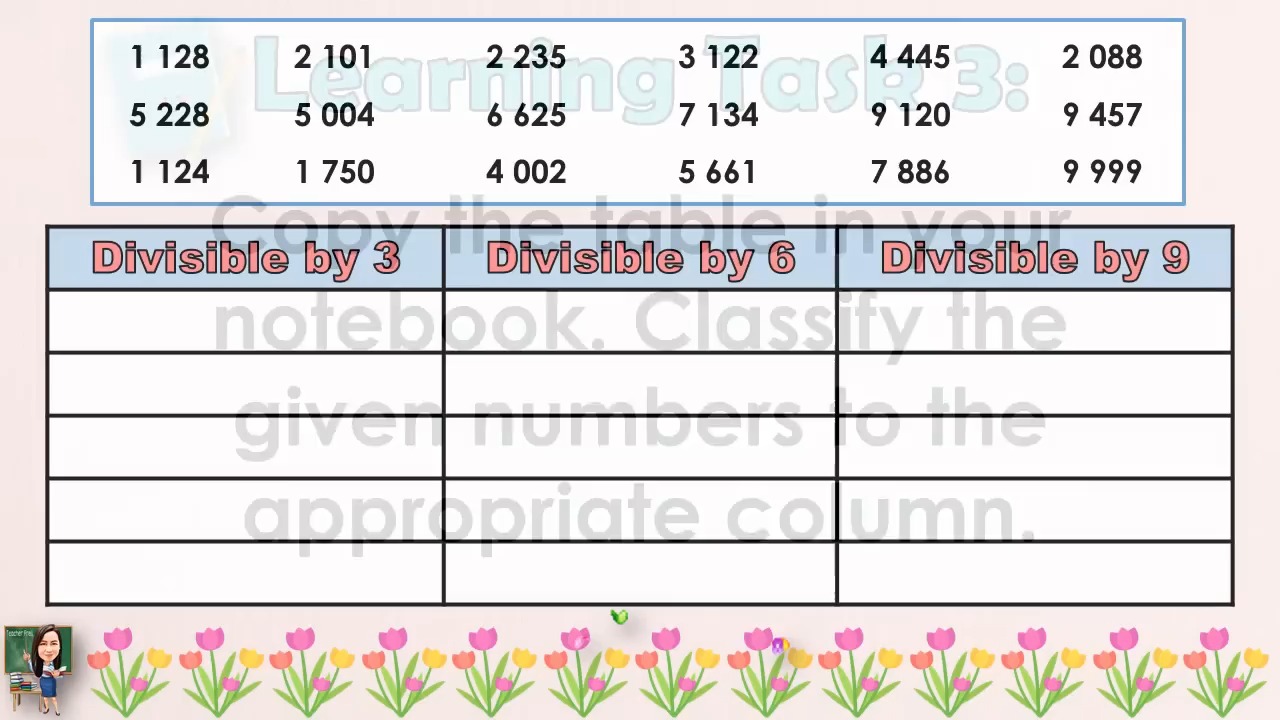 Learning Task 3:
1 128 2 101 2 235 3 122 4 445 2 088
5 228 5 004 6 625 7 134 9 120 9 457
1 124 1 750 4 002 5 661 7 886 9 999
Copy the table in your
Divisible by 3 Divisible by 6 Divisible by 9
notebook. Classify the
given numbers to the
appropriate column.